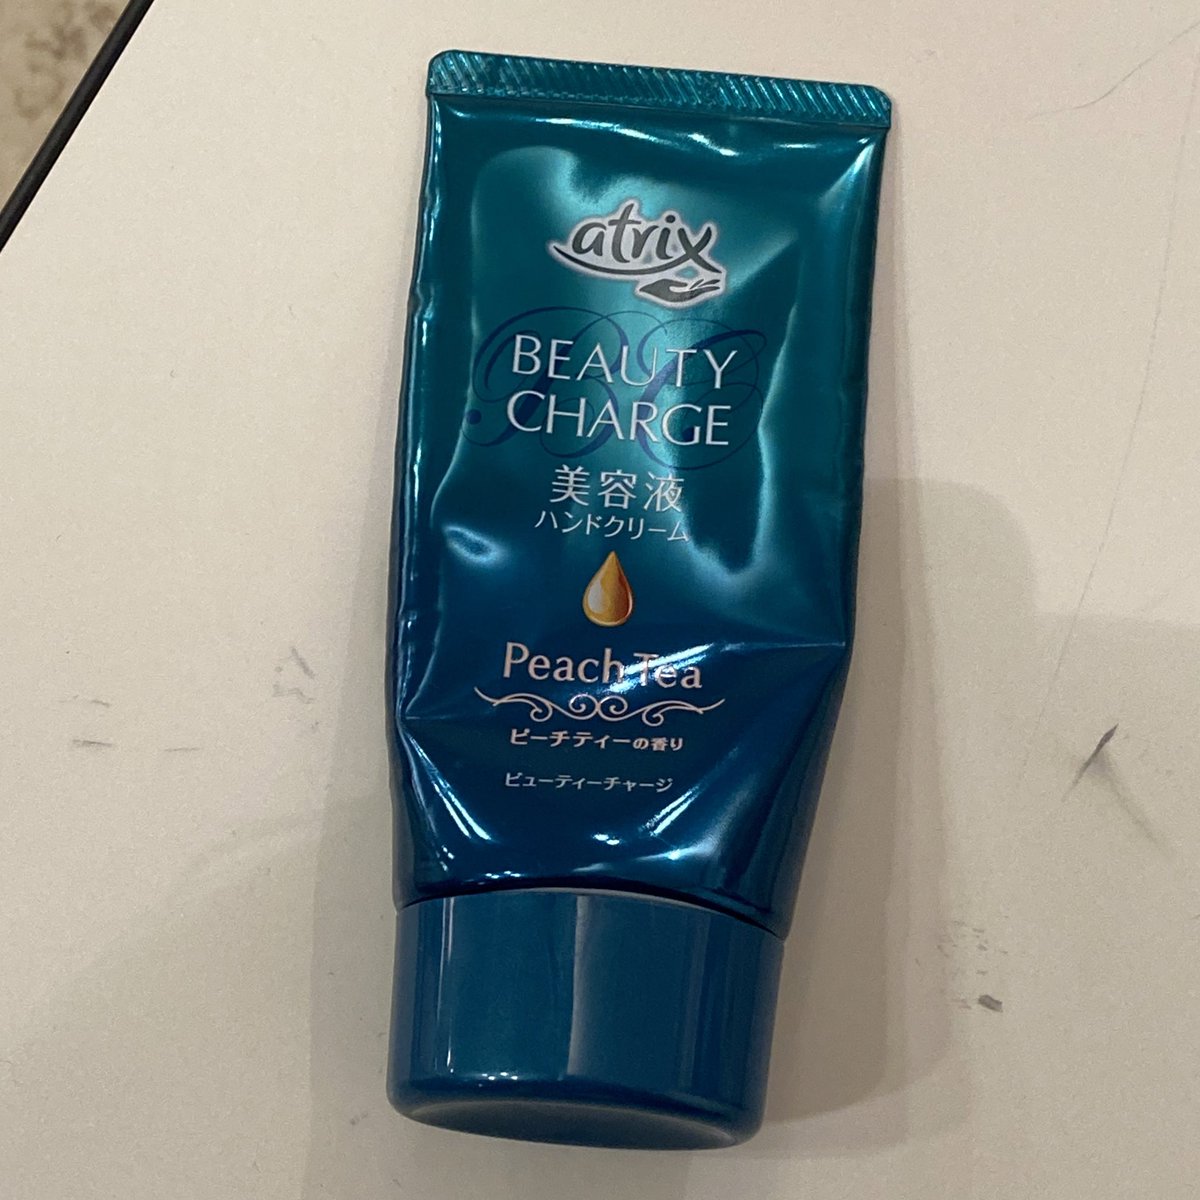 atrix
BEAUTY
CHARGE
美容液
ハンドクリーム
Peach Tea
ピーチティーの香り
ビューティーチャージ